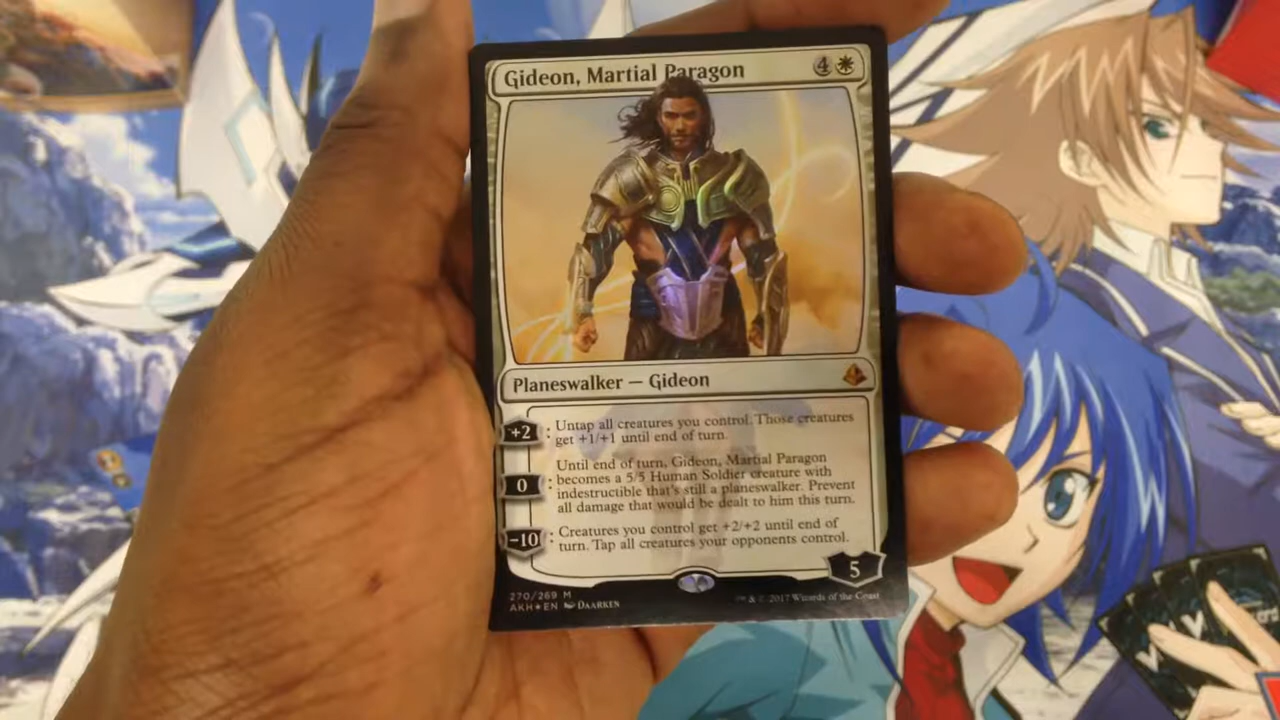 Gideon, Martial Paragon 4
Planeswalker — Gideon
+2 : Untap all creatures you control. Those creatures
get +1/+1 until end of turn.
Until end of turn, Gideon, Martial Paragon
0 : becomes a 5/5 Human Soldier creature with
indestructible that's still a planeswalker. Prevent
all damage that would be dealt to him this turn.
−10 : Creatures you control get +2/+2 until end of
turn. Tap all creatures your opponents control.
5
270/269 M
AKH★EN DAARKEN
™ & © 2017 Wizards of the Coast